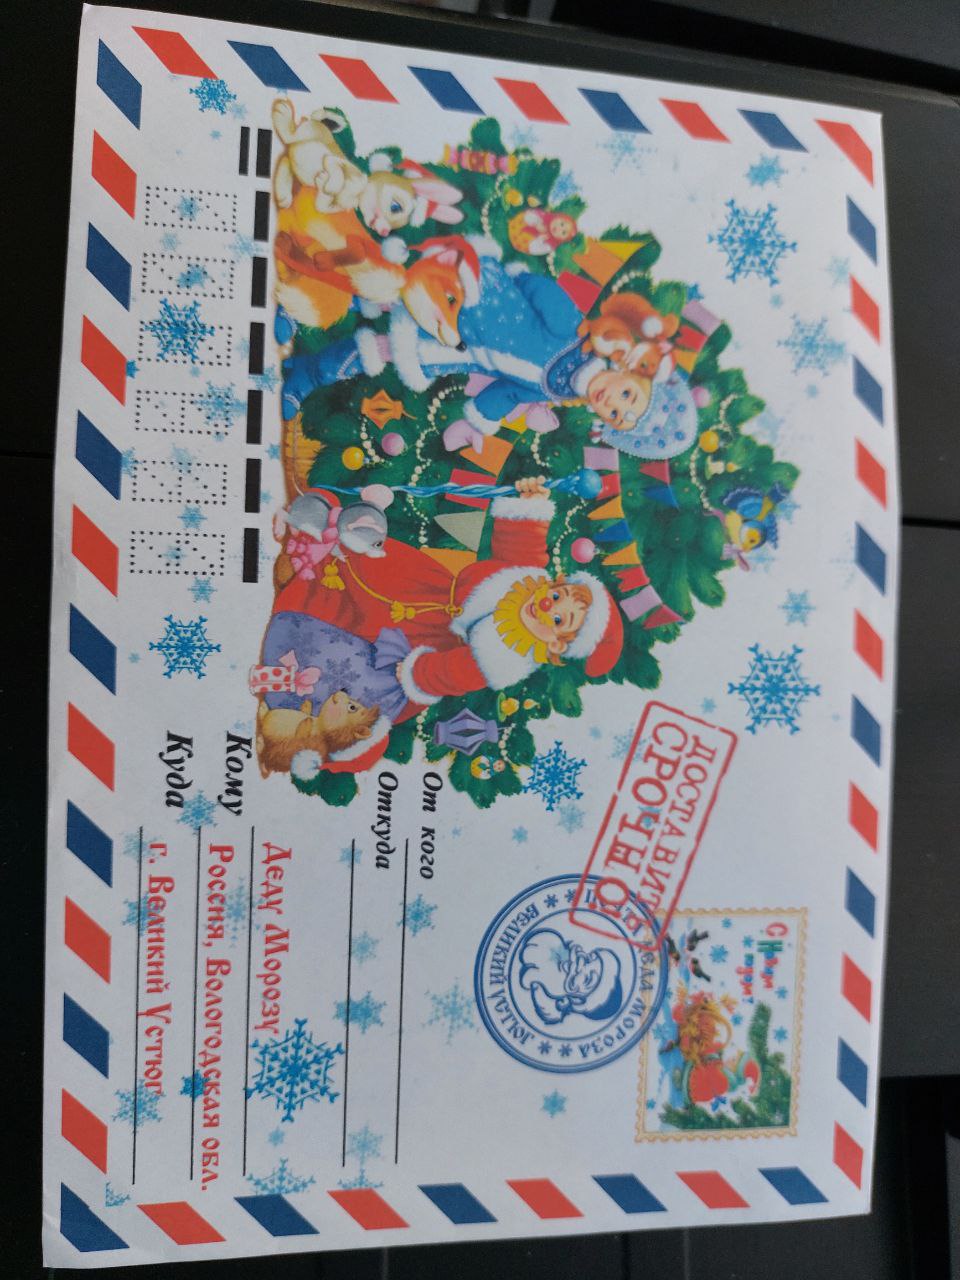 ДОСТАВИТЬ
СРОЧНО!
С Новым
годом!
ПОЧТА ДЕДА МОРОЗА
ВЕЛИКИЙ УСТЮГ
От кого
Откуда
Кому
Деду Морозу
Куда
Россия, Вологодская обл.
г. Великий Устюг